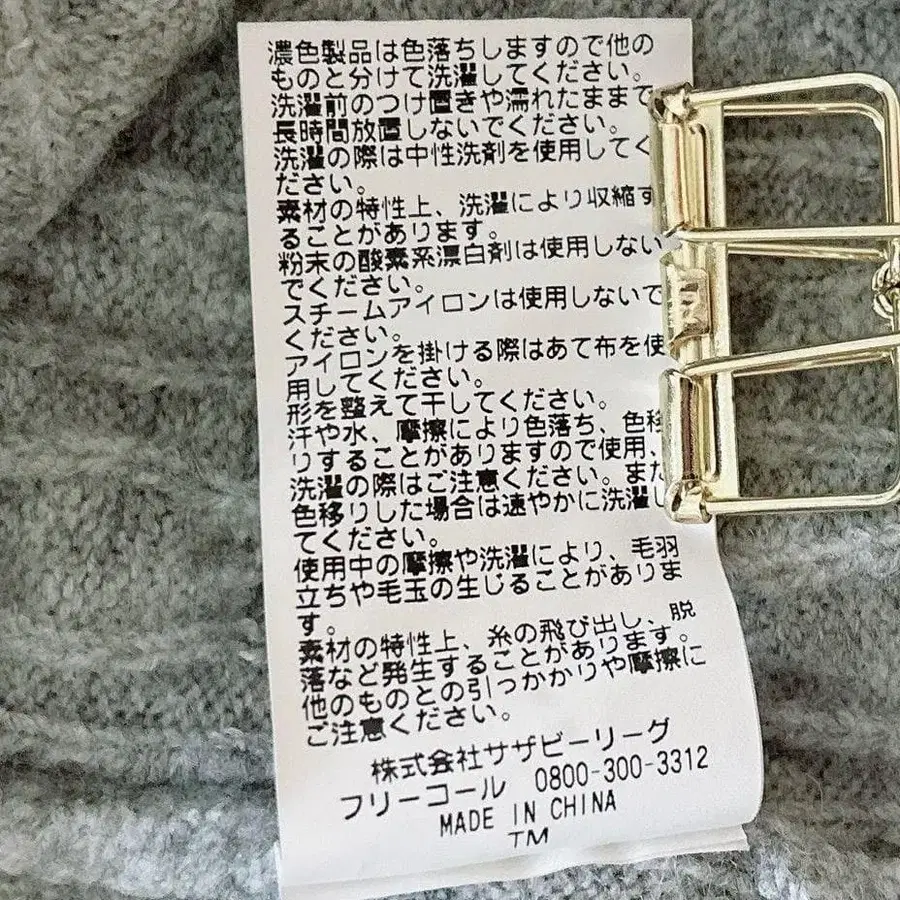 濃色製品は色落ちしますので他の
ものと分けて洗濯してください。
洗濯前のつけ置きや濡れたままで
長時間放置しないでください。
洗濯の際は中性洗剤を使用してく
ださい。
素材の特性上、洗濯により収縮す
ることがあります。
粉末の酸素系漂白剤は使用しない
でください。
スチームアイロンは使用しないで
ください。
アイロンを掛ける際はあて布を使
用してください。
形を整えて干してください。
汗や水、摩擦により色落ち、色移
りすることがありますので使用、
洗濯の際はご注意ください。また
色移りした場合は速やかに洗濯し
てください。
使用中の摩擦や洗濯により、毛羽
立ちや毛玉の生じることがありま
す。
素材の特性上、糸の飛び出し、脱
落など発生することがあります。
他のものとの引っかかりや摩擦に
ご注意ください。
株式会社サザビーリーグ
フリーコール 0800-300-3312
MADE IN CHINA
TM